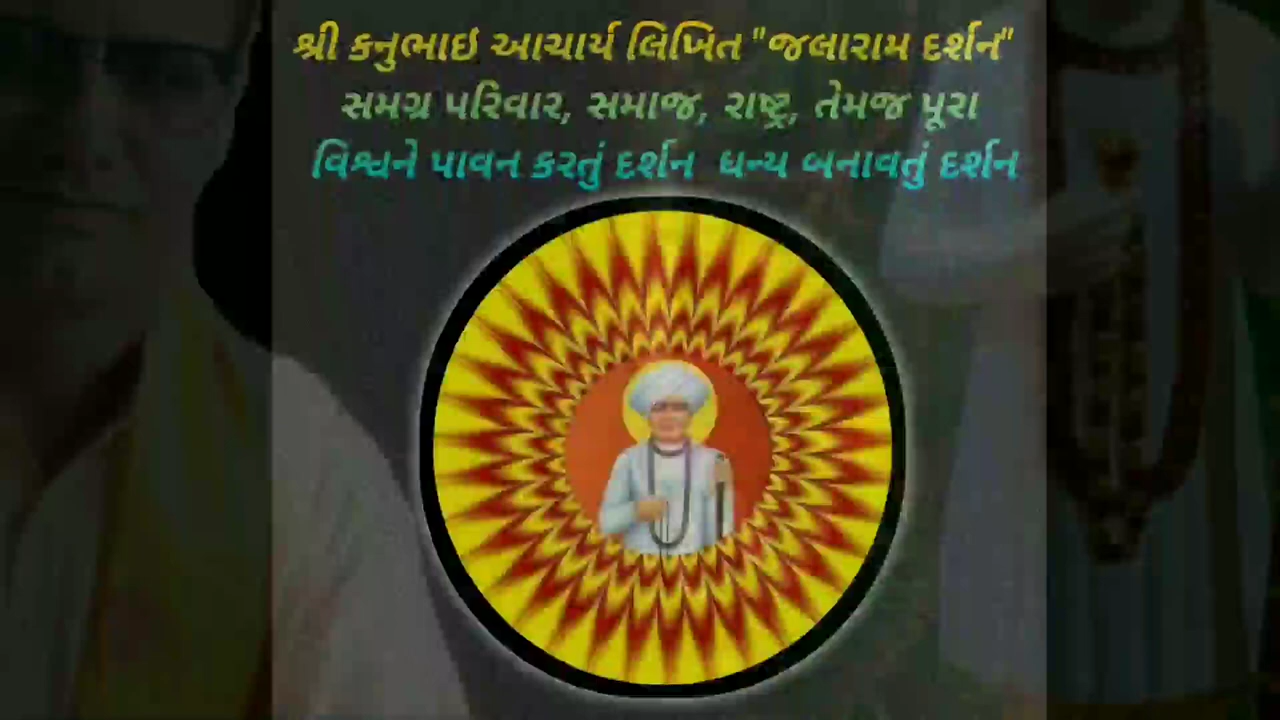 શ્રી કનુભાઇ આચાર્ય લિખિત "જલારામ દર્શન"
સમગ્ર પરિવાર, સમાજ, રાષ્ટ્ર, તેમજ પૂરા
વિશ્વને પાવન કરતું દર્શન ધન્ય બનાવતું દર્શન